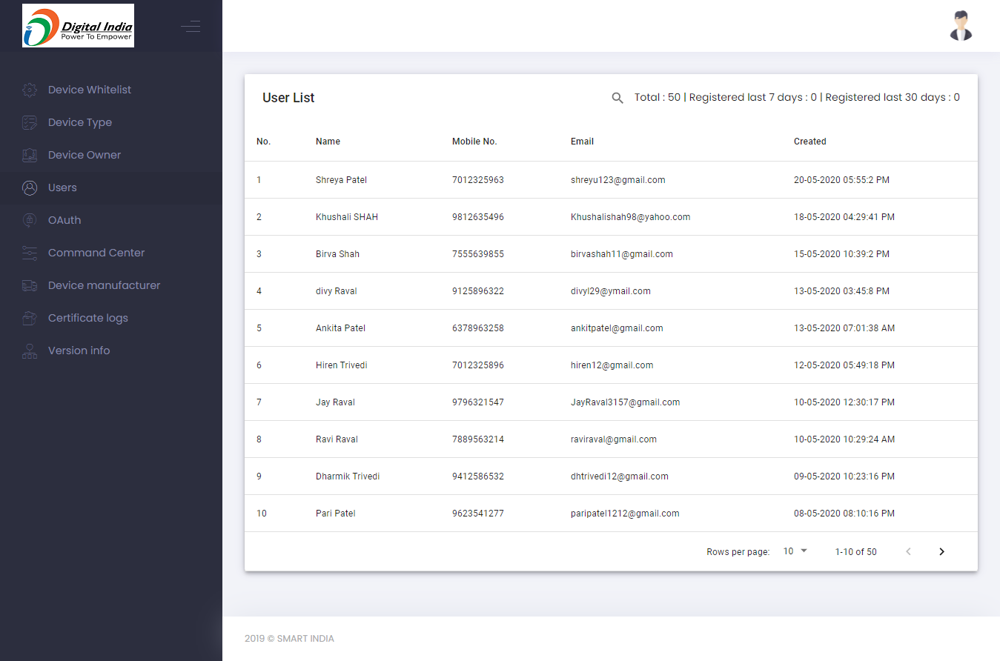 Digital India
Power To Empower
Device Whitelist
Device Type
Device Owner
Users
OAuth
Command Center
Device manufacturer
Certificate logs
Version info
User List
Total : 50 | Registered last 7 days : 0 | Registered last 30 days : 0
No. Name Mobile No. Email Created
1 Shreya Patel 7012325963 shreyu123@gmail.com 20-05-2020 05:55:2 PM
2 Khushali SHAH 9812635496 Khushalishah98@yahoo.com 18-05-2020 04:29:41 PM
3 Birva Shah 7555639855 birvashah11@gmail.com 15-05-2020 10:39:2 PM
4 divy Raval 9125896322 divyl29@ymail.com 13-05-2020 03:45:8 PM
5 Ankita Patel 6378963258 ankitpatel@gmail.com 13-05-2020 07:01:38 AM
6 Hiren Trivedi 7012325896 hiren12@gmail.com 12-05-2020 05:49:18 PM
7 Jay Raval 9796321547 JayRaval3157@gmail.com 10-05-2020 12:30:17 PM
8 Ravi Raval 7889563214 raviraval@gmail.com 10-05-2020 10:29:24 AM
9 Dharmik Trivedi 9412586532 dhtrivedi12@gmail.com 09-05-2020 10:23:16 PM
10 Pari Patel 9623541277 paripatel1212@gmail.com 08-05-2020 08:10:16 PM
Rows per page: 10 1-10 of 50
2019 © SMART INDIA